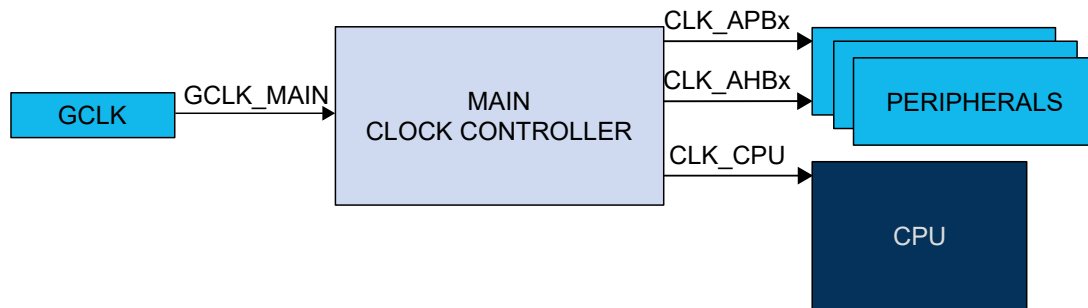 CLK_APBx
GCLK_MAIN
CLK_AHBx
GCLK
MAIN
CLOCK CONTROLLER
PERIPHERALS
CLK_CPU
CPU